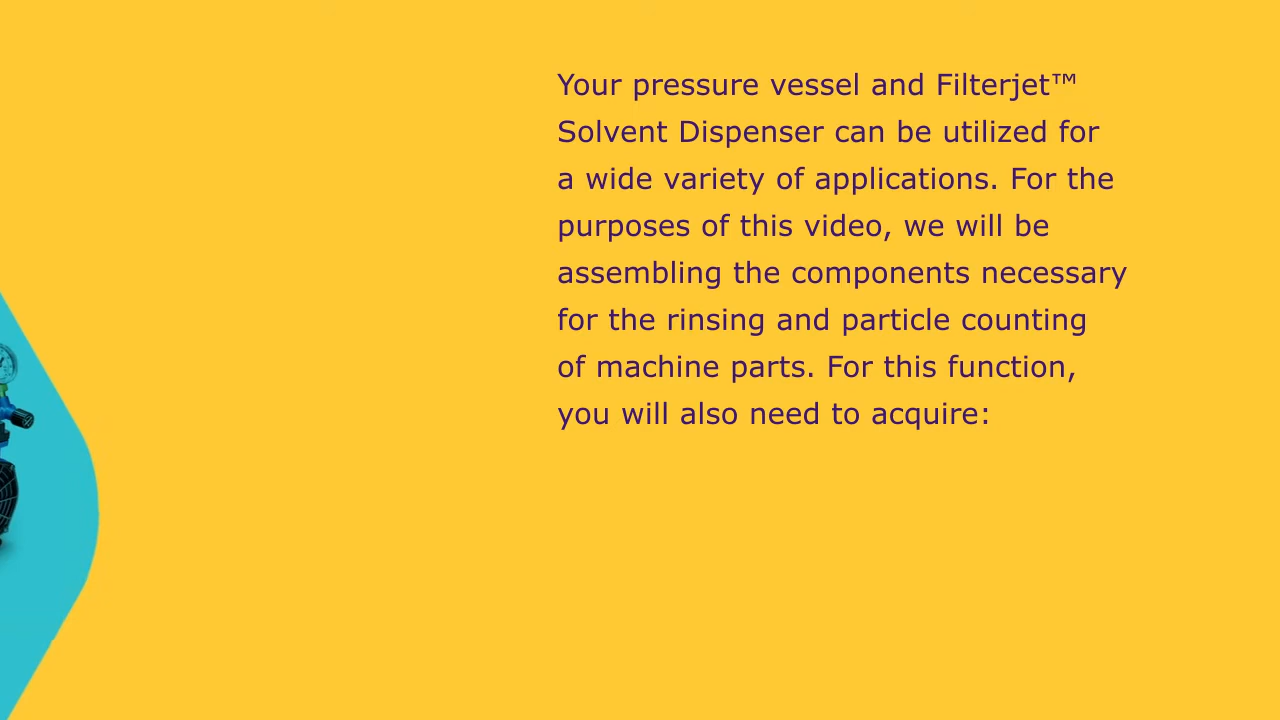 Your pressure vessel and Filterjet™
Solvent Dispenser can be utilized for
a wide variety of applications. For the
purposes of this video, we will be
assembling the components necessary
for the rinsing and particle counting
of machine parts. For this function,
you will also need to acquire: